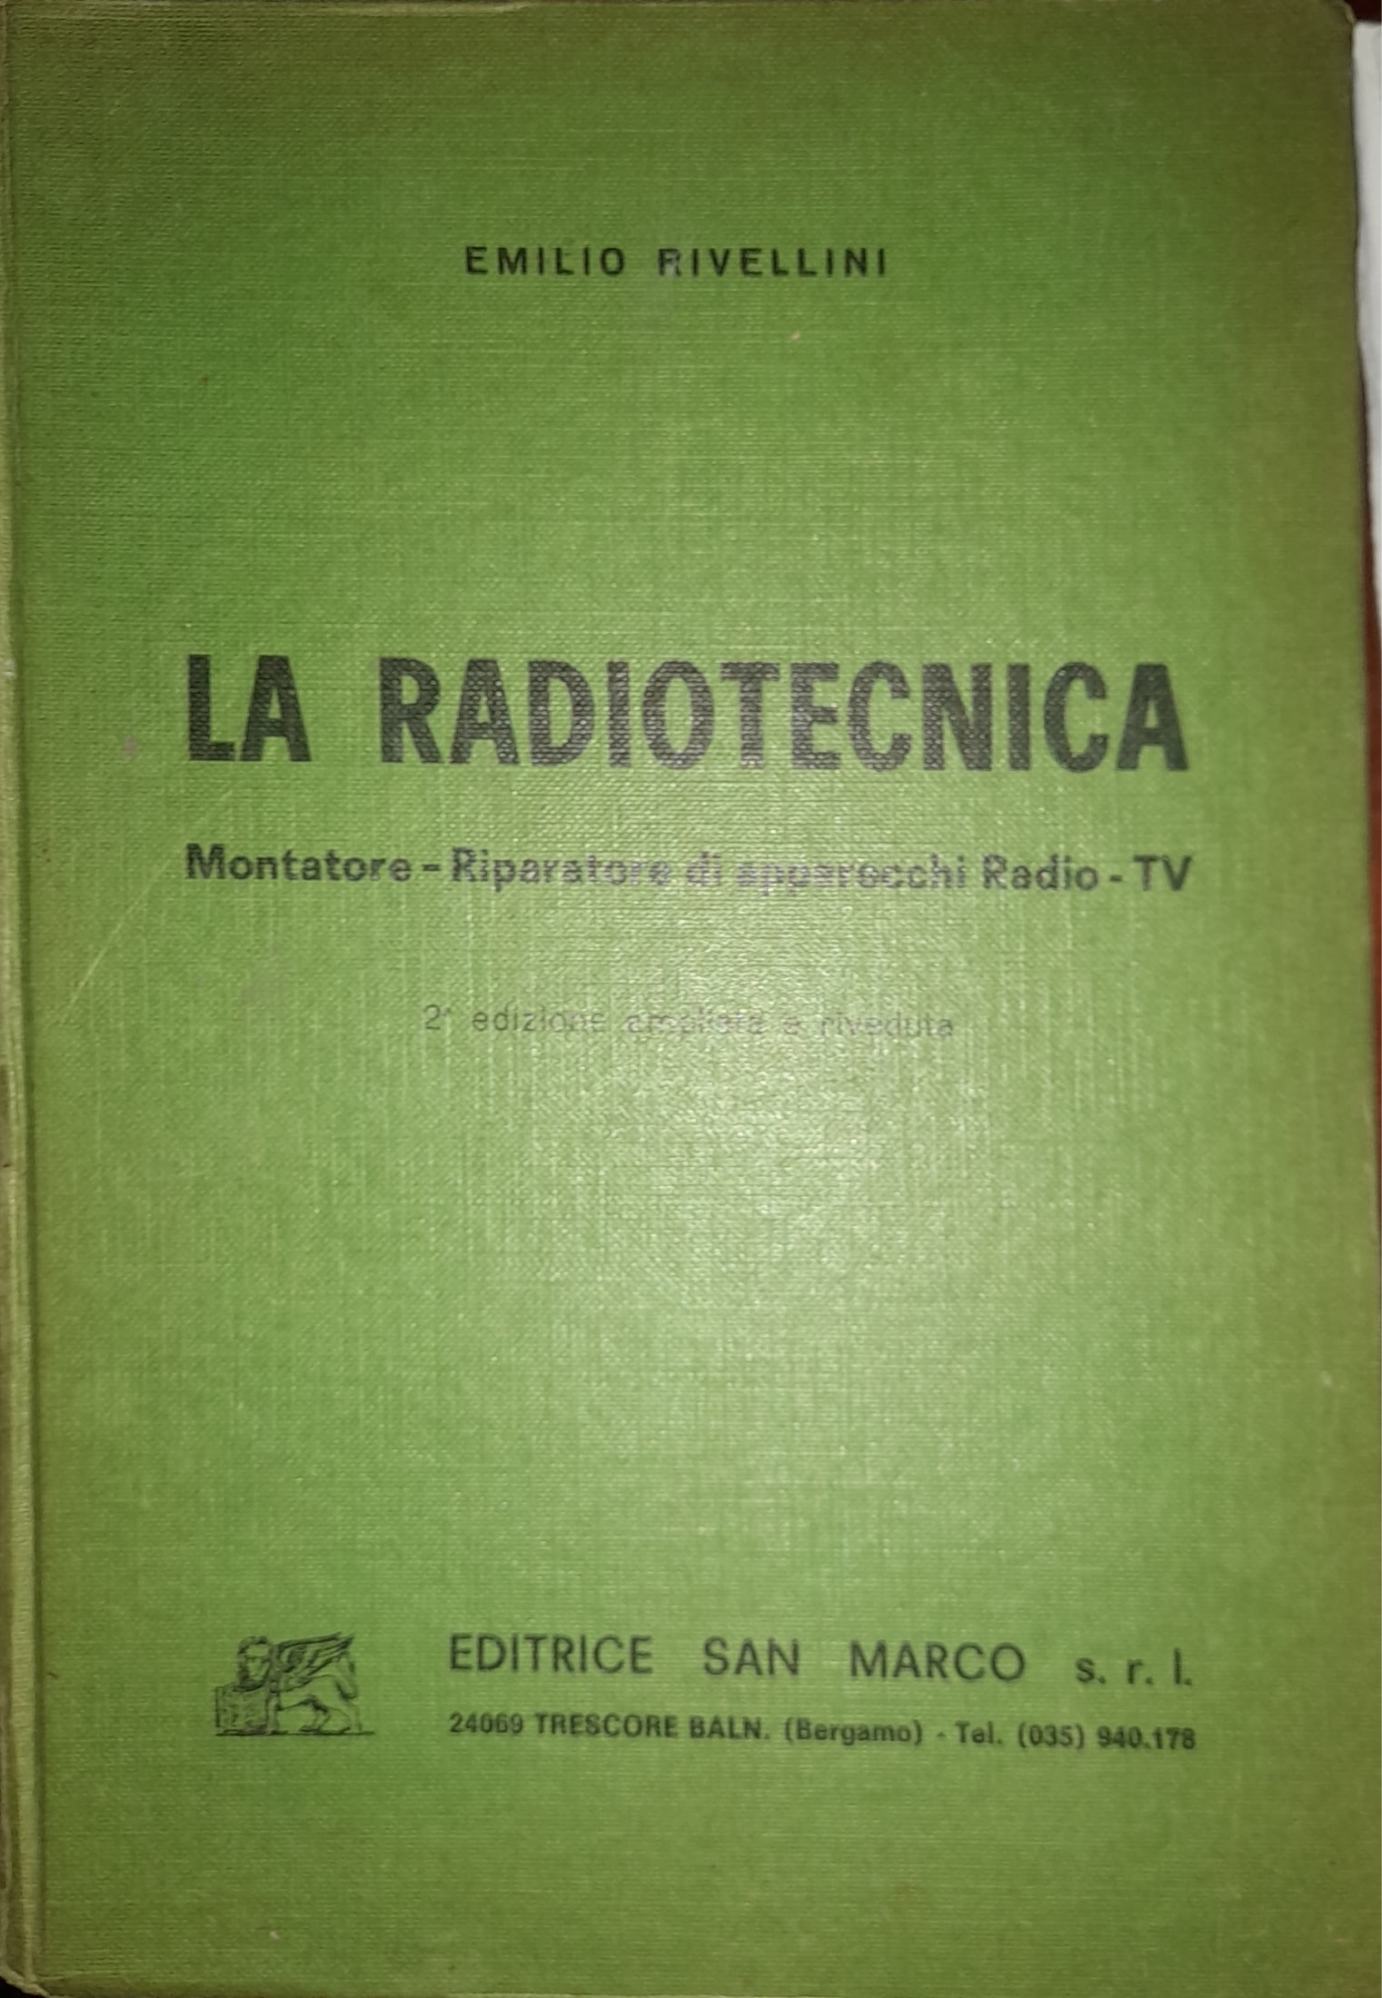 EMILIO RIVELLINI
LA RADIOTECNICA
Montatore - Riparatore di apparecchi Radio - TV
2ª edizione ampliata e riveduta
EDITRICE SAN MARCO s. r. l.
24069 TRESCORE BALN. (Bergamo) - Tel. (035) 940.178